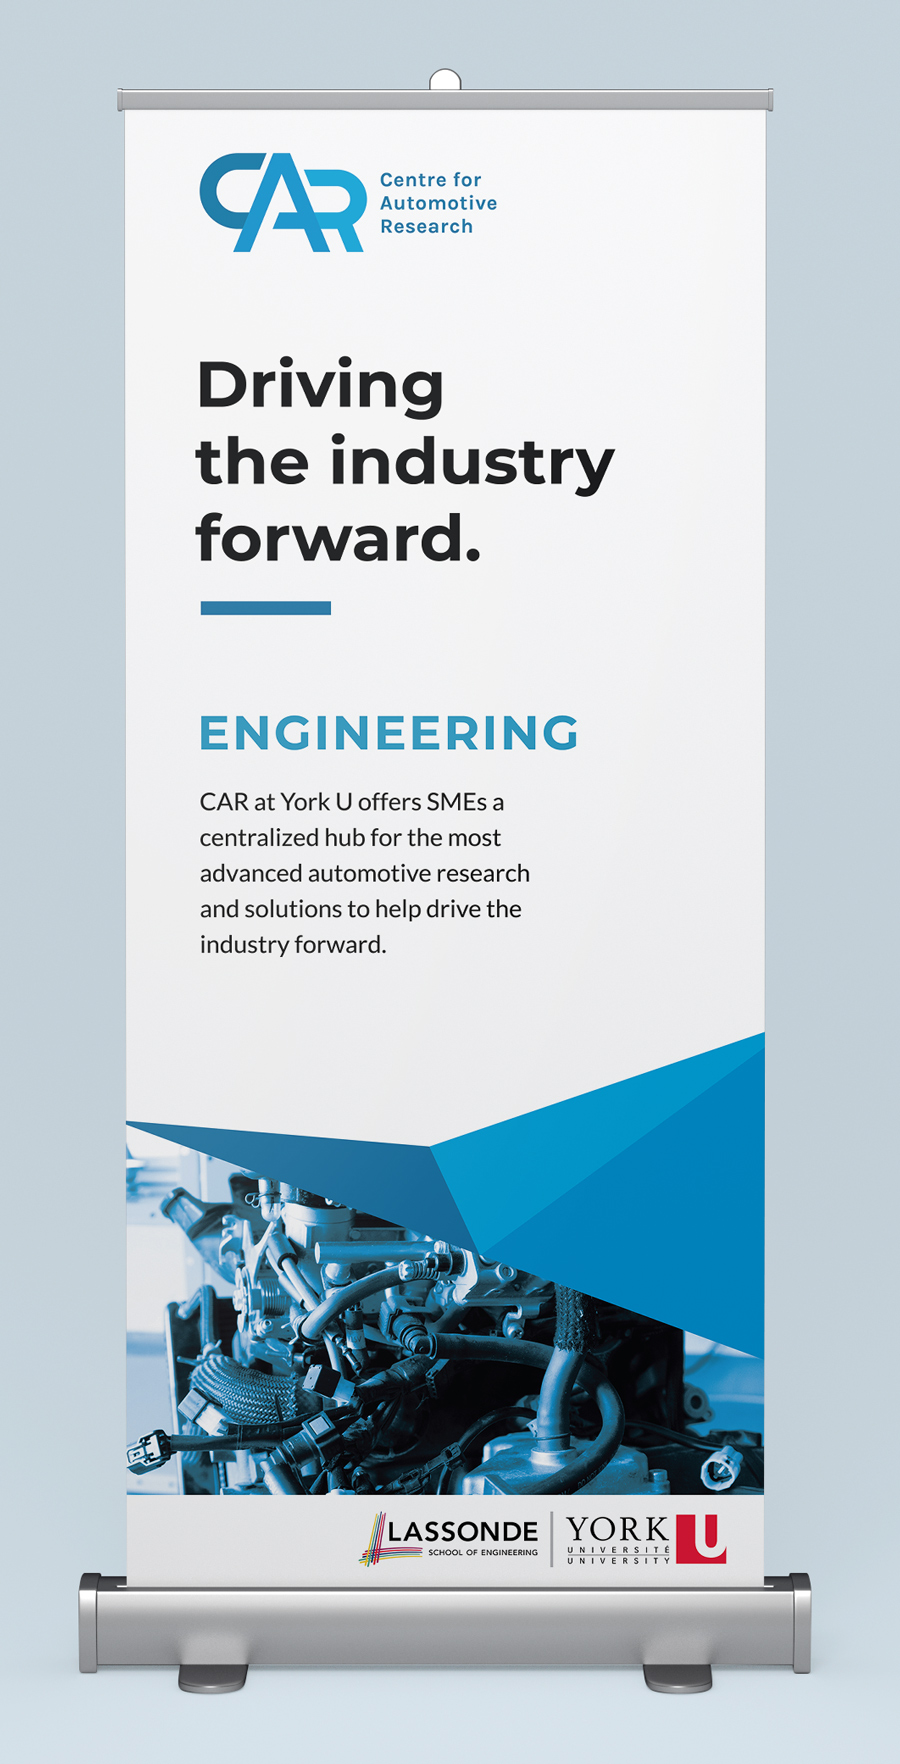 CAR
Centre for
Automotive
Research
Driving
the industry
forward.
ENGINEERING
CAR at York U offers SMEs a
centralized hub for the most
advanced automotive research
and solutions to help drive the
industry forward.
LASSONDE
SCHOOL OF ENGINEERING
YORK U
UNIVERSITÉ
UNIVERSITY